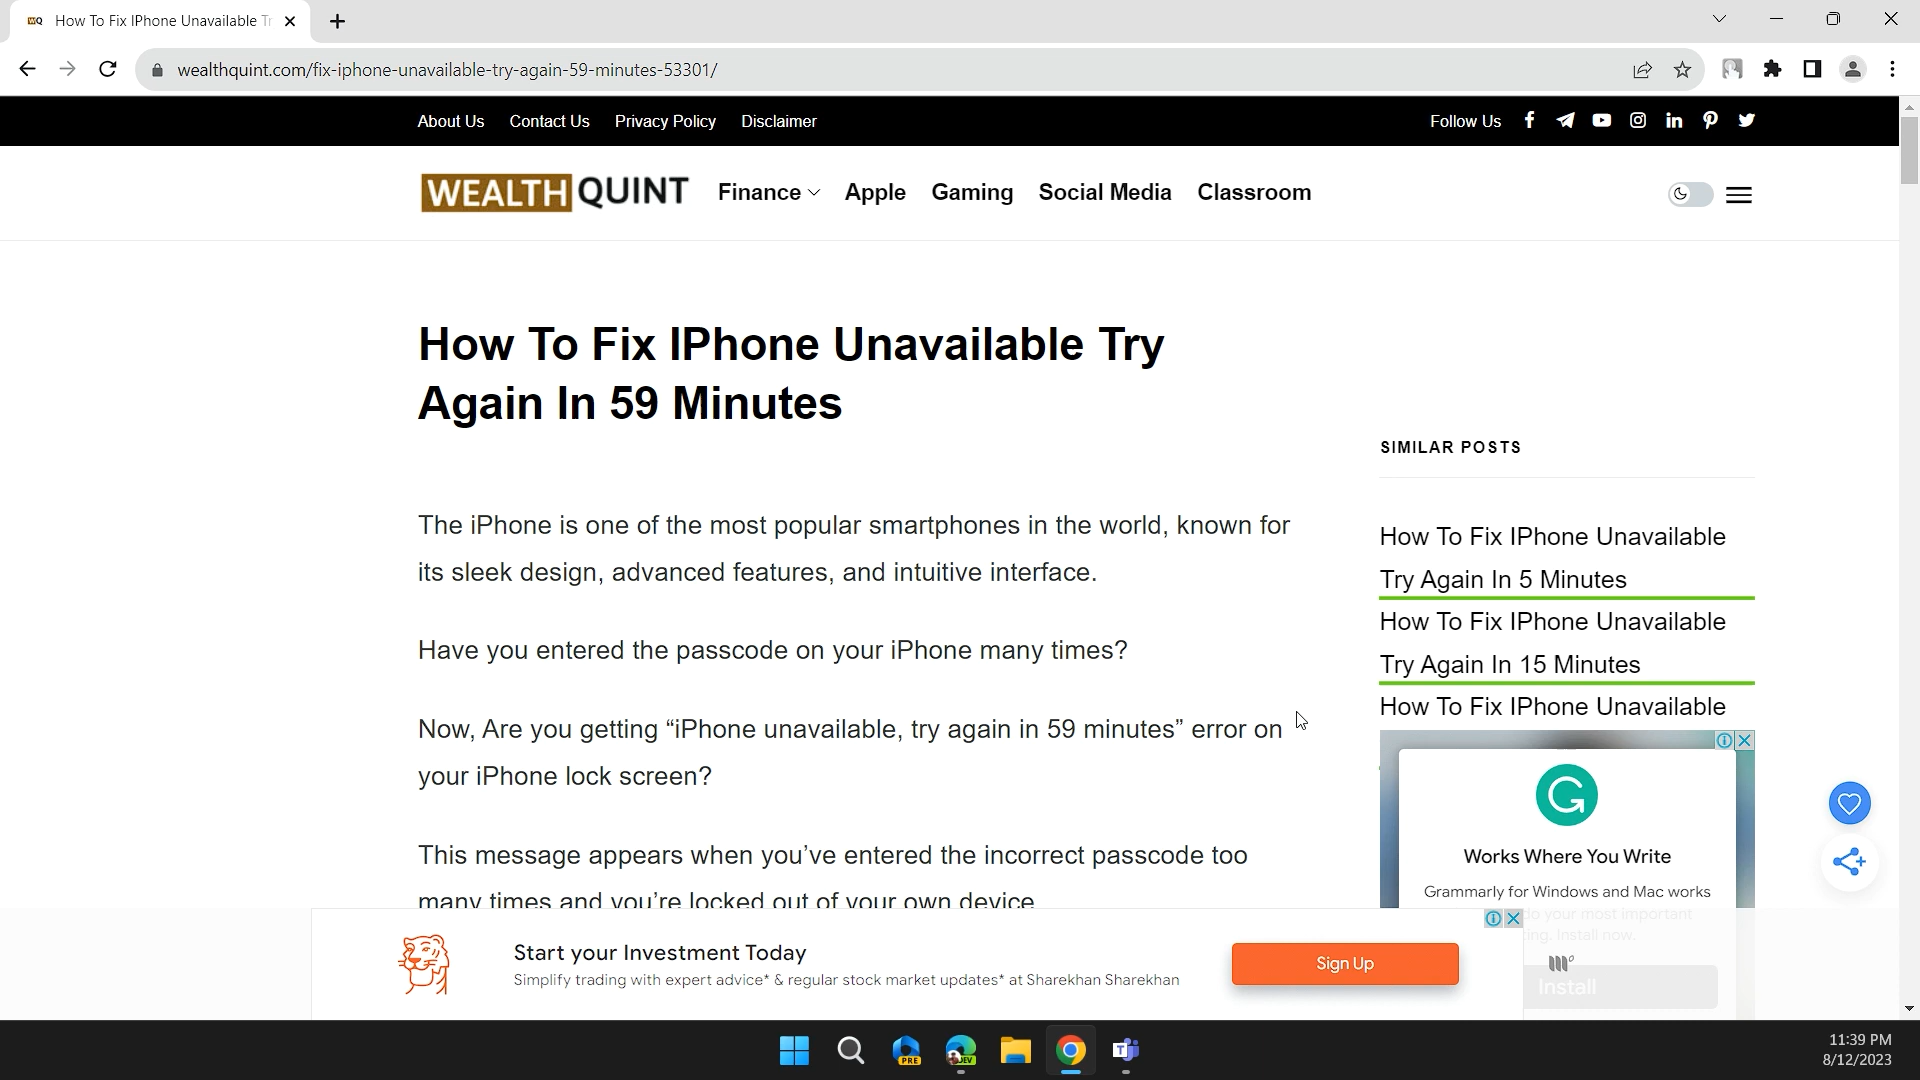 How To Fix IPhone Unavailable Tr
wealthquint.com/fix-iphone-unavailable-try-again-59-minutes-53301/
About Us Contact Us Privacy Policy Disclaimer Follow Us
WEALTH QUINT Finance Apple Gaming Social Media Classroom
How To Fix IPhone Unavailable Try
Again In 59 Minutes
The iPhone is one of the most popular smartphones in the world, known for
its sleek design, advanced features, and intuitive interface.
Have you entered the passcode on your iPhone many times?
Now, Are you getting “iPhone unavailable, try again in 59 minutes” error on
your iPhone lock screen?
This message appears when you’ve entered the incorrect passcode too
many times and you’re locked out of your own device
SIMILAR POSTS
How To Fix IPhone Unavailable
Try Again In 5 Minutes
How To Fix IPhone Unavailable
Try Again In 15 Minutes
How To Fix IPhone Unavailable
Works Where You Write
Grammarly for Windows and Mac works
do your most important
ing. Install now.
Install
Start your Investment Today
Simplify trading with expert advice* & regular stock market updates* at Sharekhan Sharekhan
Sign Up
PRE
DEV
11:39 PM
8/12/2023